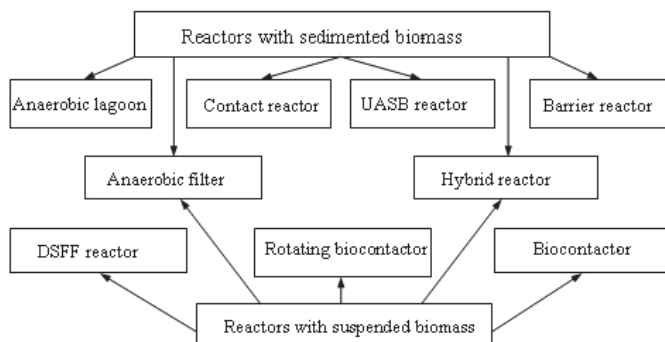 Reactors with sedimented biomass
Anaerobic lagoon
Contact reactor
UASB reactor
Barrier reactor
Anaerobic filter
Hybrid reactor
DSFF reactor
Rotating biocontactor
Biocontactor
Reactors with suspended biomass